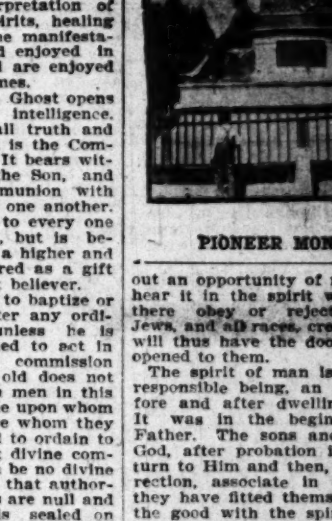 rpretation of
irits, healing
e manifesta-
d enjoyed in
l are enjoyed
nes.
Ghost opens
intelligence.
all truth and
is the Com-
It bears wit-
the Son, and
munion with
one another.
to every one
, but is be-
a higher and
red as a gift
believer.
to baptize or
ter any ordi-
unless he is
ed to act in
commission
old does not
e men in this
e upon whom
e whom they
d to ordain to
t divine com-
n be no divine
that author-
s are null and
is sealed on
PIONEER MON
out an opportunity of
hear it in the spirit
there obey or rejec
Jews, and all races, cre
will thus have the doo
opened to them.
The spirit of man is
responsible being, an
fore and after dwellin
It was in the begin
Father. The sons and
God, after probation
turn to Him and then,
rection, associate in
they have fitted thems
the good with the spi